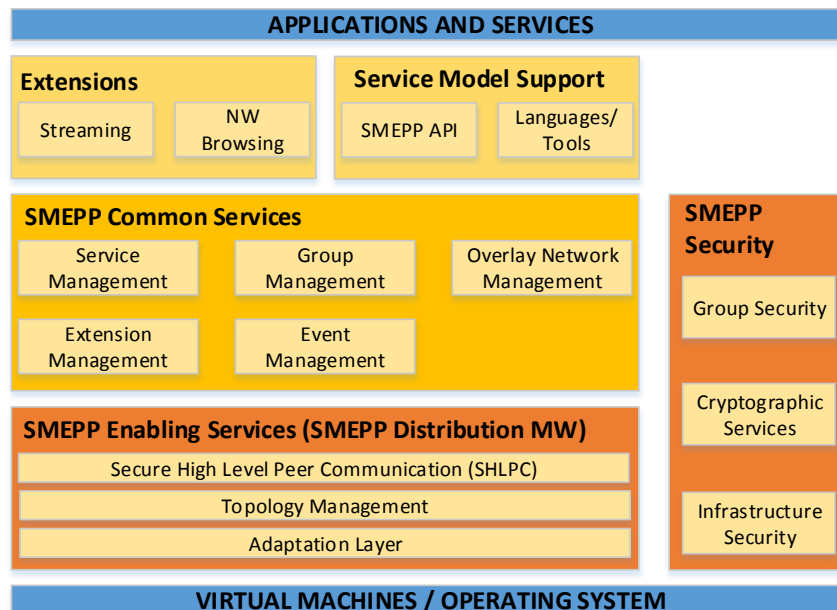 APPLICATIONS AND SERVICES
Extensions
Streaming
NW
Browsing
Service Model Support
SMEPP API
Languages/
Tools
SMEPP Common Services
Service
Management
Group
Management
Overlay Network
Management
Extension
Management
Event
Management
SMEPP
Security
Group Security
Cryptographic
Services
Infrastructure
Security
SMEPP Enabling Services (SMEPP Distribution MW)
Secure High Level Peer Communication (SHLPC)
Topology Management
Adaptation Layer
VIRTUAL MACHINES / OPERATING SYSTEM